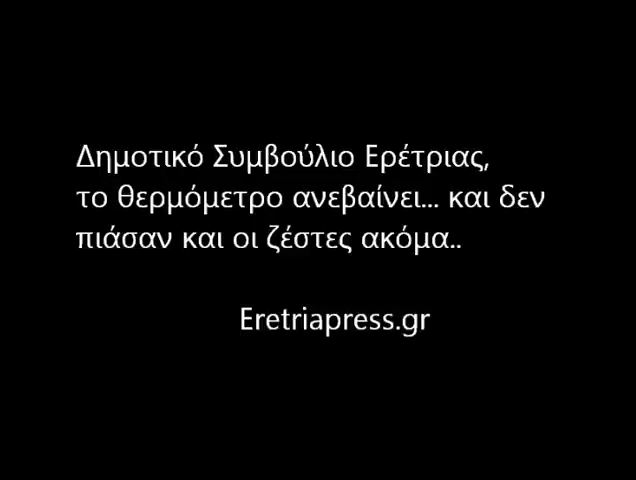 Δημοτικό Συμβούλιο Ερέτριας,
το θερμόμετρο ανεβαίνει... και δεν
πιάσαν και οι ζέστες ακόμα..
Eretriapress.gr